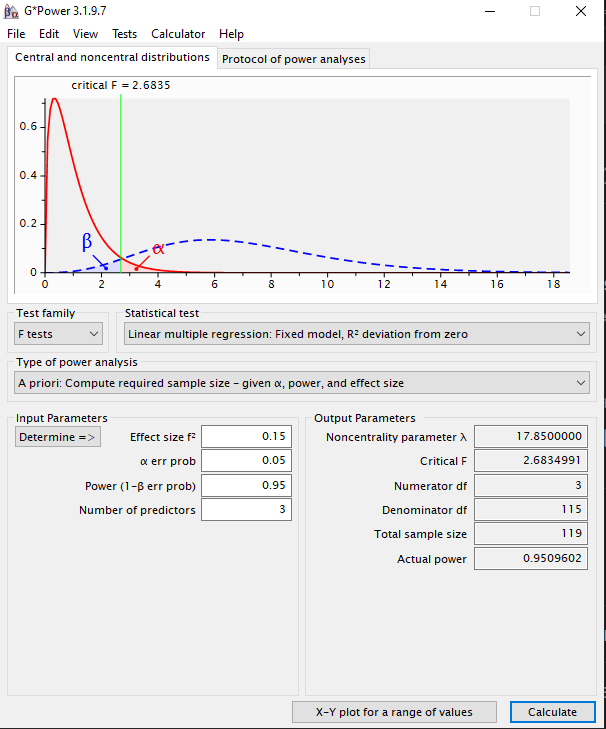 G*Power 3.1.9.7
File Edit View Tests Calculator Help
Central and noncentral distributions Protocol of power analyses
critical F = 2.6835
0.6
0.4
0.2
0
β α
0 2 4 6 8 10 12 14 16 18
Test family Statistical test
F tests Linear multiple regression: Fixed model, R² deviation from zero
Type of power analysis
A priori: Compute required sample size – given α, power, and effect size
Input Parameters Output Parameters
Determine => Effect size f² 0.15 Noncentrality parameter λ 17.8500000
α err prob 0.05 Critical F 2.6834991
Power (1-β err prob) 0.95 Numerator df 3
Number of predictors 3 Denominator df 115
Total sample size 119
Actual power 0.9509602
X-Y plot for a range of values Calculate